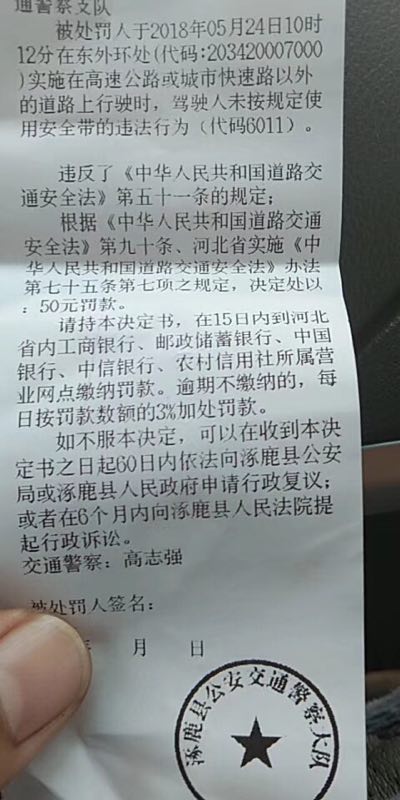 通警察支队
被处罚人于2018年05月24日10时
12分在东外环处(代码:203420007000
)实施在高速公路或城市快速路以外
的道路上行驶时，驾驶人未按规定使
用安全带的违法行为（代码6011）。
违反了《中华人民共和国道路交
通安全法》第五十一条的规定；
根据《中华人民共和国道路交通
安全法》第九十条、河北省实施《中
华人民共和国道路交通安全法》办法
第七十五条第七项之规定，决定处以
：50元罚款。
请持本决定书，在15日内到河北
省内工商银行、邮政储蓄银行、中国
银行、中信银行、农村信用社所属营
业网点缴纳罚款。逾期不缴纳的，每
日按罚款数额的3%加处罚款。
如不服本决定，可以在收到本决
定书之日起60日内依法向涿鹿县公安
局或涿鹿县人民政府申请行政复议；
或者在6个月内向涿鹿县人民法院提
起行政诉讼。
交通警察：高志强
被处罚人签名：
年 月 日
涿鹿县公安交通警察大队